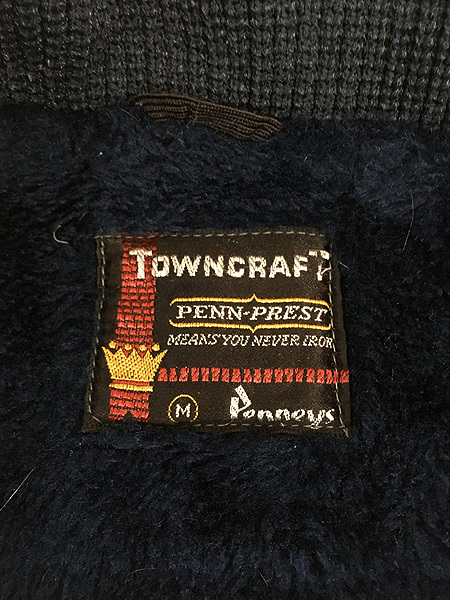 TOWNCRAFT
PENN-PREST
MEANS YOU NEVER IRON
M Penneys